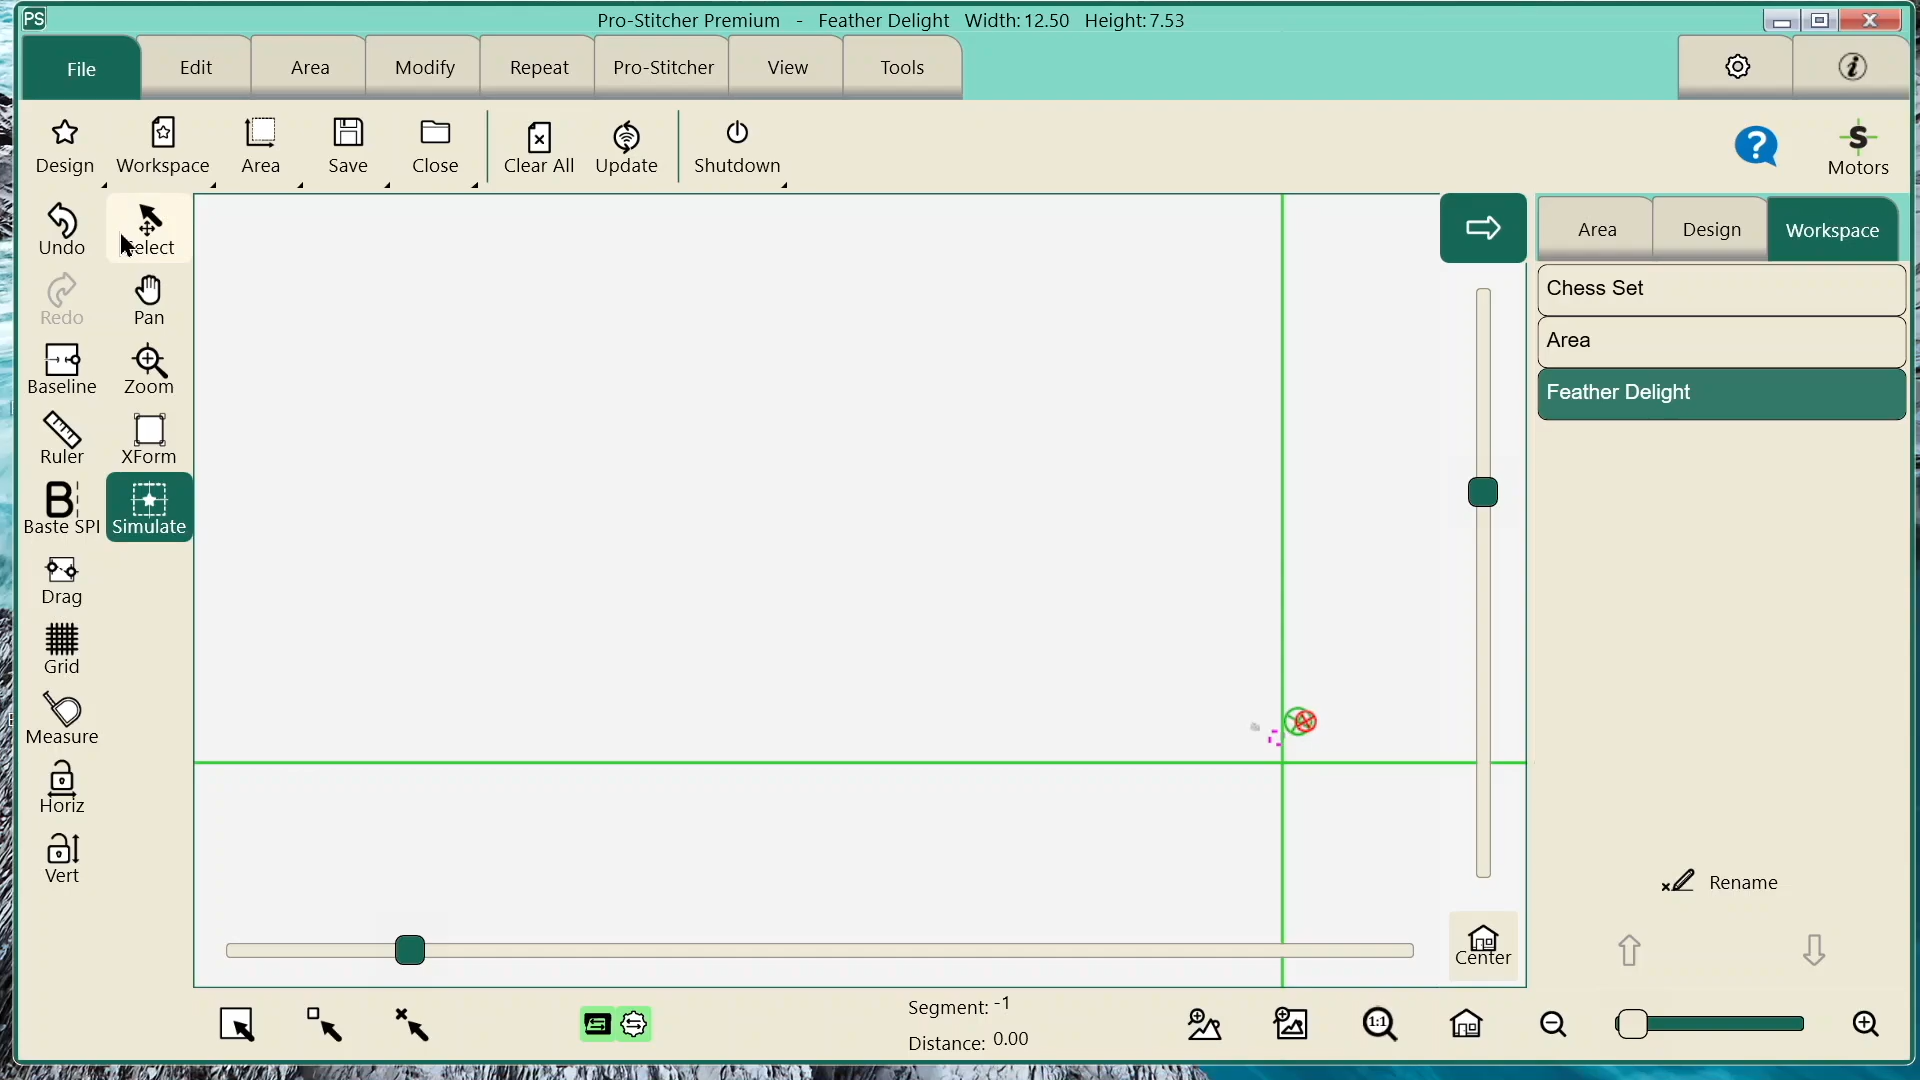 PS Pro-Stitcher Premium - Feather Delight Width: 12.50 Height: 7.53
File Edit Area Modify Repeat Pro-Stitcher View Tools
Design Workspace Area Save Close Clear All Update Shutdown ? S Motors
Undo Select
Redo Pan
Baseline Zoom
Ruler XForm
B Baste SPI Simulate
Drag
Grid
Measure
Horiz
Vert
Area Design Workspace
Chess Set
Area
Feather Delight
Rename
Center
Segment: -1
Distance: 0.00
1:1